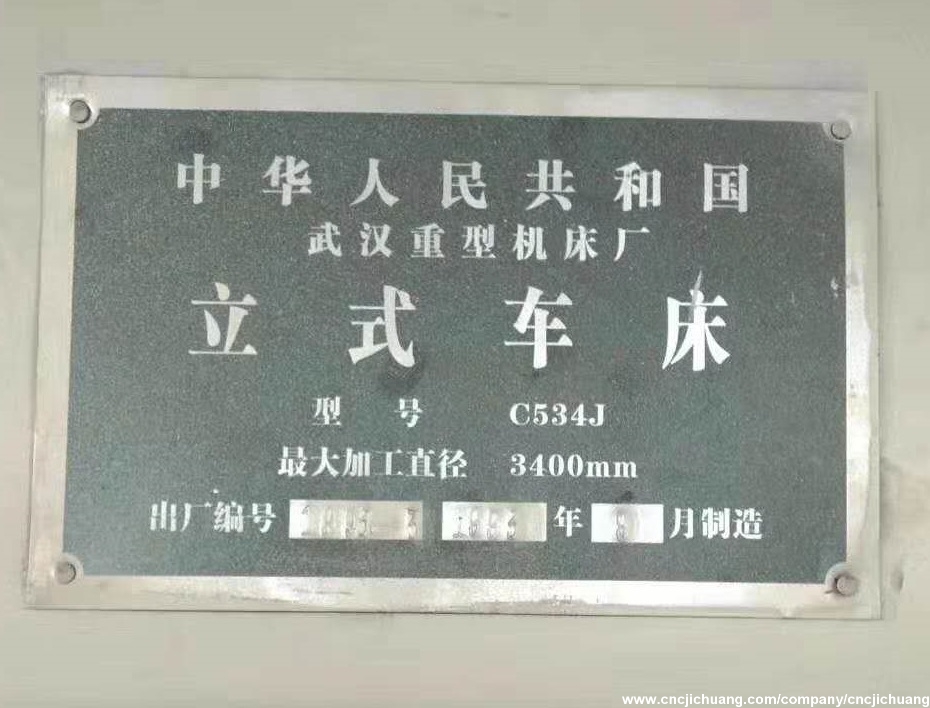 中华人民共和国
武汉重型机床厂
立式车床
型号 C534J
最大加工直径 3400mm
出厂编号 年 月制造
www.cncjichuang.com/company/cncjichuang